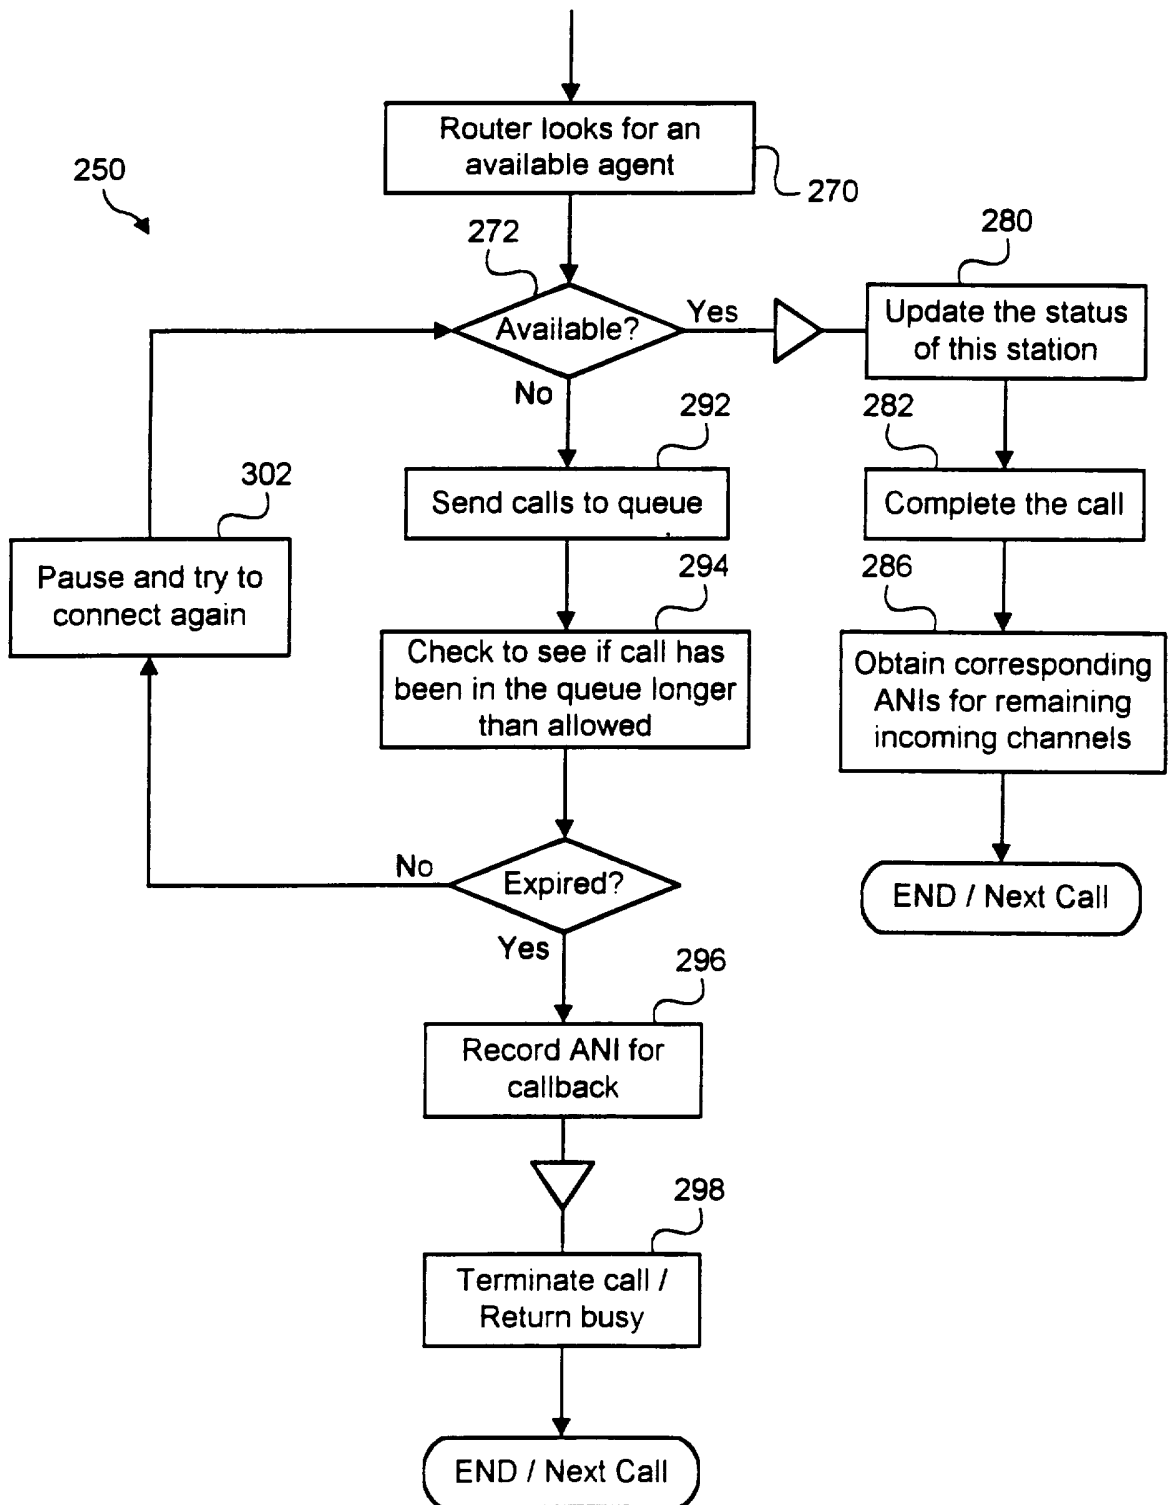 Router looks for an
available agent
270
250
272
280
Available?
Yes
Update the status
of this station
No
292
282
302
Send calls to queue
Complete the call
Pause and try to
connect again
294
286
Check to see if call has
been in the queue longer
than allowed
Obtain corresponding
ANIs for remaining
incoming channels
No
Expired?
END / Next Call
Yes
296
Record ANI for
callback
298
Terminate call /
Return busy
END / Next Call